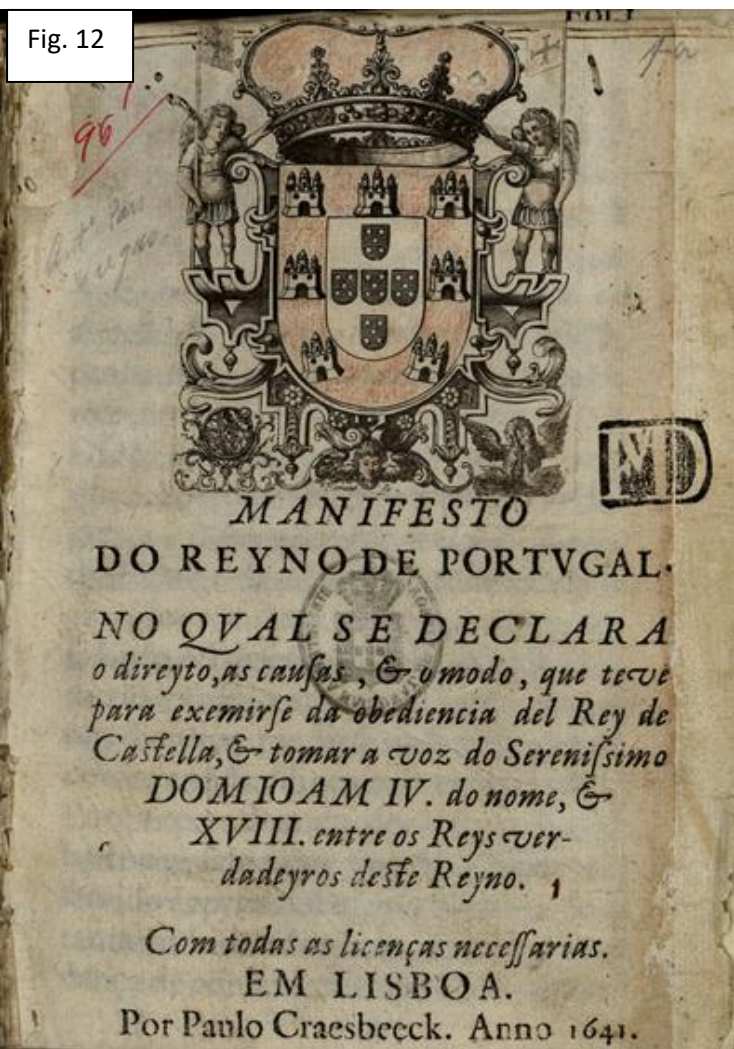 Fig. 12
96
MANIFESTO
DO REYNO DE PORTVGAL.
NO QVAL SE DECLARA
o direyto, as cauſas, & o modo, que teve
para exemirſe da obediencia del Rey de
Caſtella, & tomar a voz do Sereniſsimo
DOM IOAM IV. do nome, &
XVIII. entre os Reys ver-
dadeyros deſte Reyno.
Com todas as licenças neceſſarias.
EM LISBOA.
Por Paulo Craesbeeck. Anno 1641.